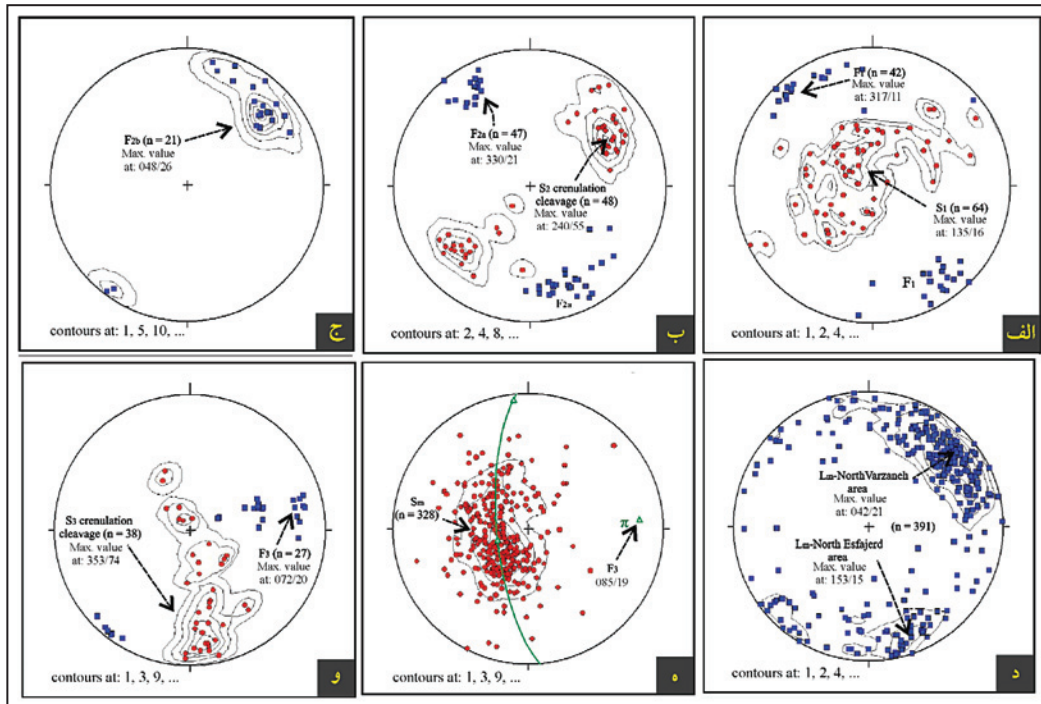 F₁ (n = 42)
Max. value
at: 317/11
S₁ (n = 64)
Max. value
at: 135/16
F₁
contours at: 1, 2, 4, ...
الف
F₂ₐ (n = 47)
Max. value
at: 330/21
S₂ crenulation
cleavage (n = 48)
Max. value
at: 240/55
F₂ₐ
contours at: 2, 4, 8, ...
ب
F₂b (n = 21)
Max. value
at: 048/26
contours at: 1, 5, 10, ...
ج
Lm-North Varzaneh
area
Max. value
at: 042/21
(n = 391)
Lm-North Esfajerd
area
Max. value
at: 153/15
contours at: 1, 2, 4, ...
د
Sm
(n = 328)
π
F₃
085/19
contours at: 1, 3, 9, ...
ه
S₃ crenulation
cleavage (n = 38)
Max. value
at: 353/74
F₃ (n = 27)
Max. value
at: 072/20
contours at: 1, 3, 9, ...
و